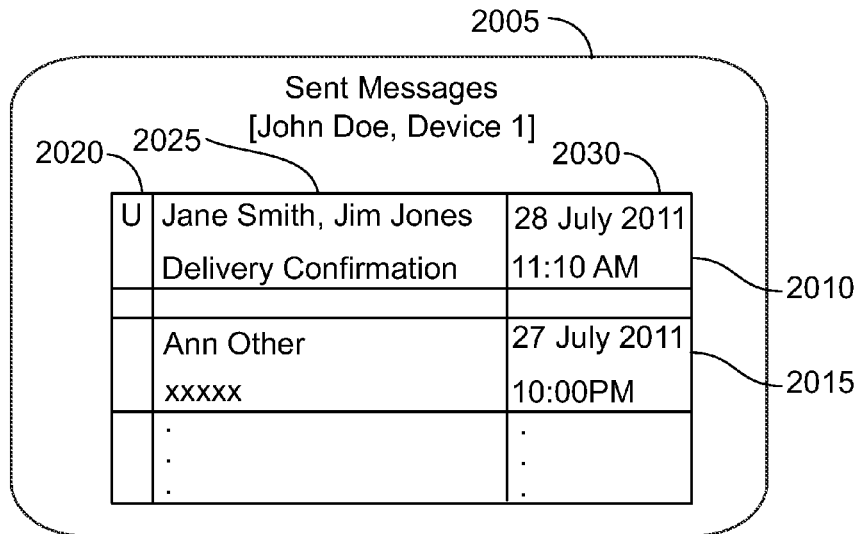 2005
Sent Messages
[John Doe, Device 1]
2020
2025
2030
U Jane Smith, Jim Jones 28 July 2011
Delivery Confirmation 11:10 AM
2010
Ann Other 27 July 2011
xxxxx 10:00PM
2015
. .
. .
. .